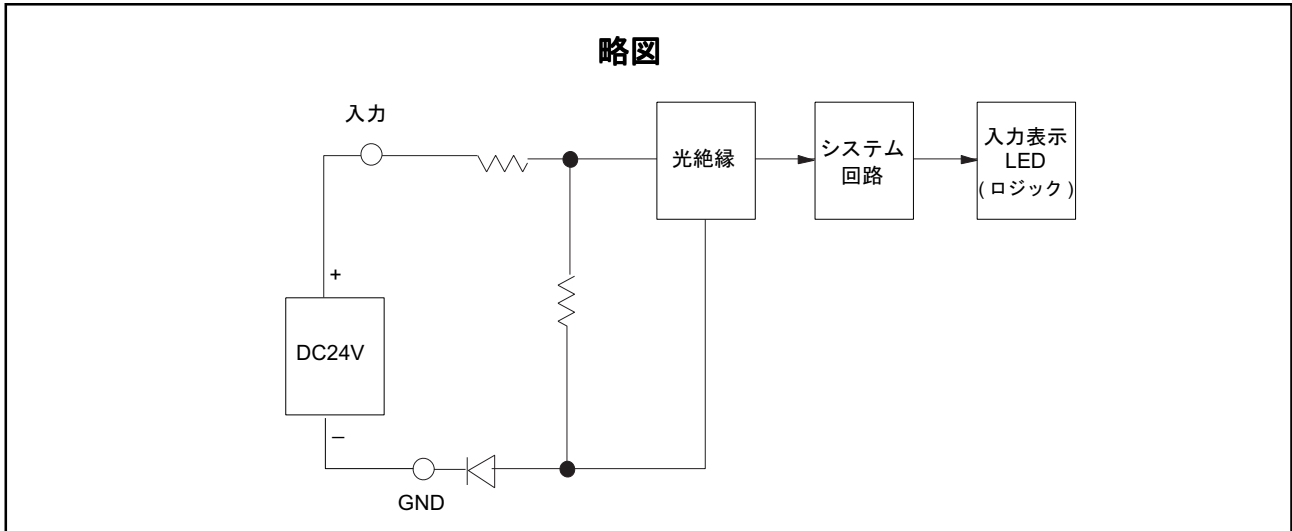 略図
入力
光絶縁
システム
回路
入力表示
LED
(ロジック)
+
DC24V
−
GND